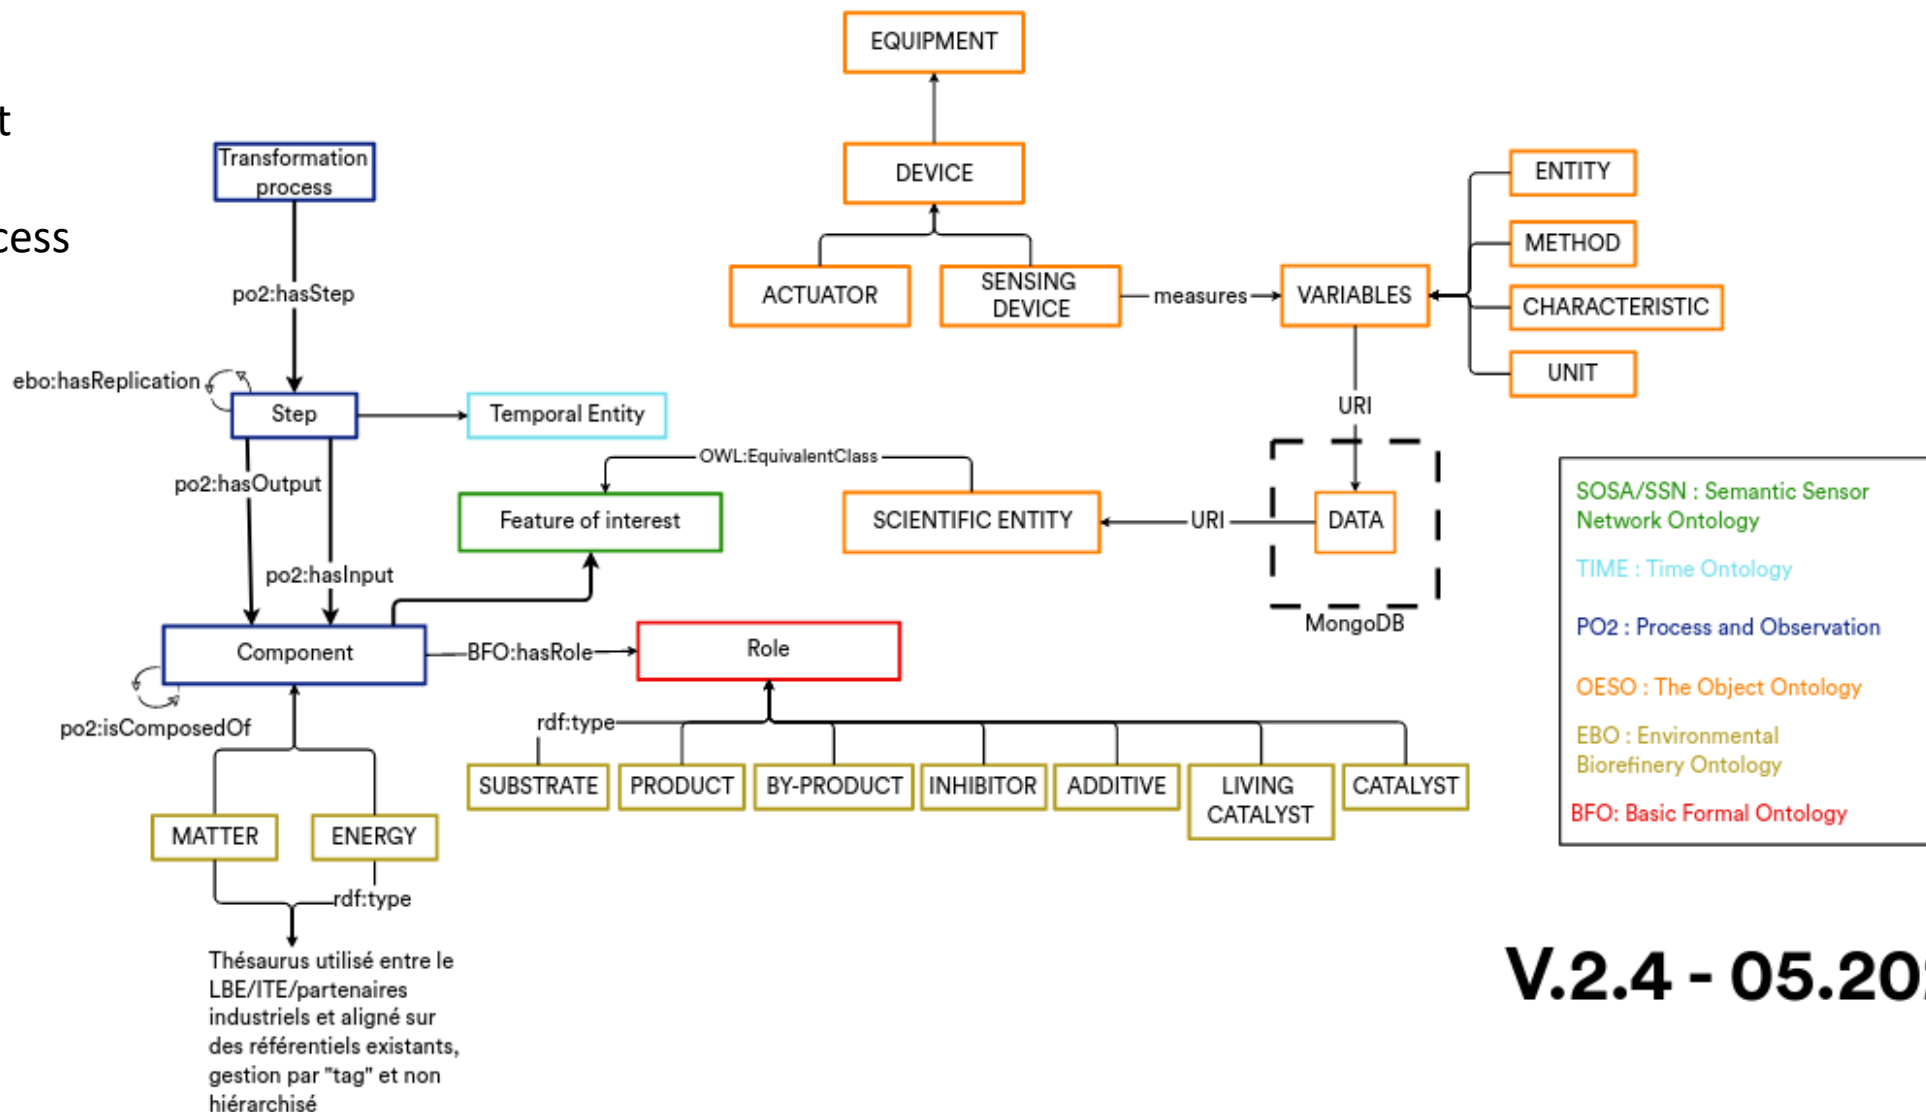 EQUIPMENT
t
Transformation
process
DEVICE
ENTITY
cess
METHOD
po2:hasStep
ACTUATOR
SENSING
DEVICE
measures
VARIABLES
CHARACTERISTIC
ebo:hasReplication
UNIT
Step
Temporal Entity
URI
OWL:EquivalentClass
po2:hasOutput
Feature of interest
SCIENTIFIC ENTITY
URI
DATA
po2:hasInput
MongoDB
Component
BFO:hasRole
Role
po2:isComposedOf
rdf:type
SUBSTRATE
PRODUCT
BY-PRODUCT
INHIBITOR
ADDITIVE
LIVING
CATALYST
CATALYST
MATTER
ENERGY
rdf:type
Thésaurus utilisé entre le
LBE/ITE/partenaires
industriels et aligné sur
des référentiels existants,
gestion par "tag" et non
hiérarchisé
SOSA/SSN : Semantic Sensor
Network Ontology
TIME : Time Ontology
PO2 : Process and Observation
OESO : The Object Ontology
EBO : Environmental
Biorefinery Ontology
BFO: Basic Formal Ontology
V.2.4 - 05.202